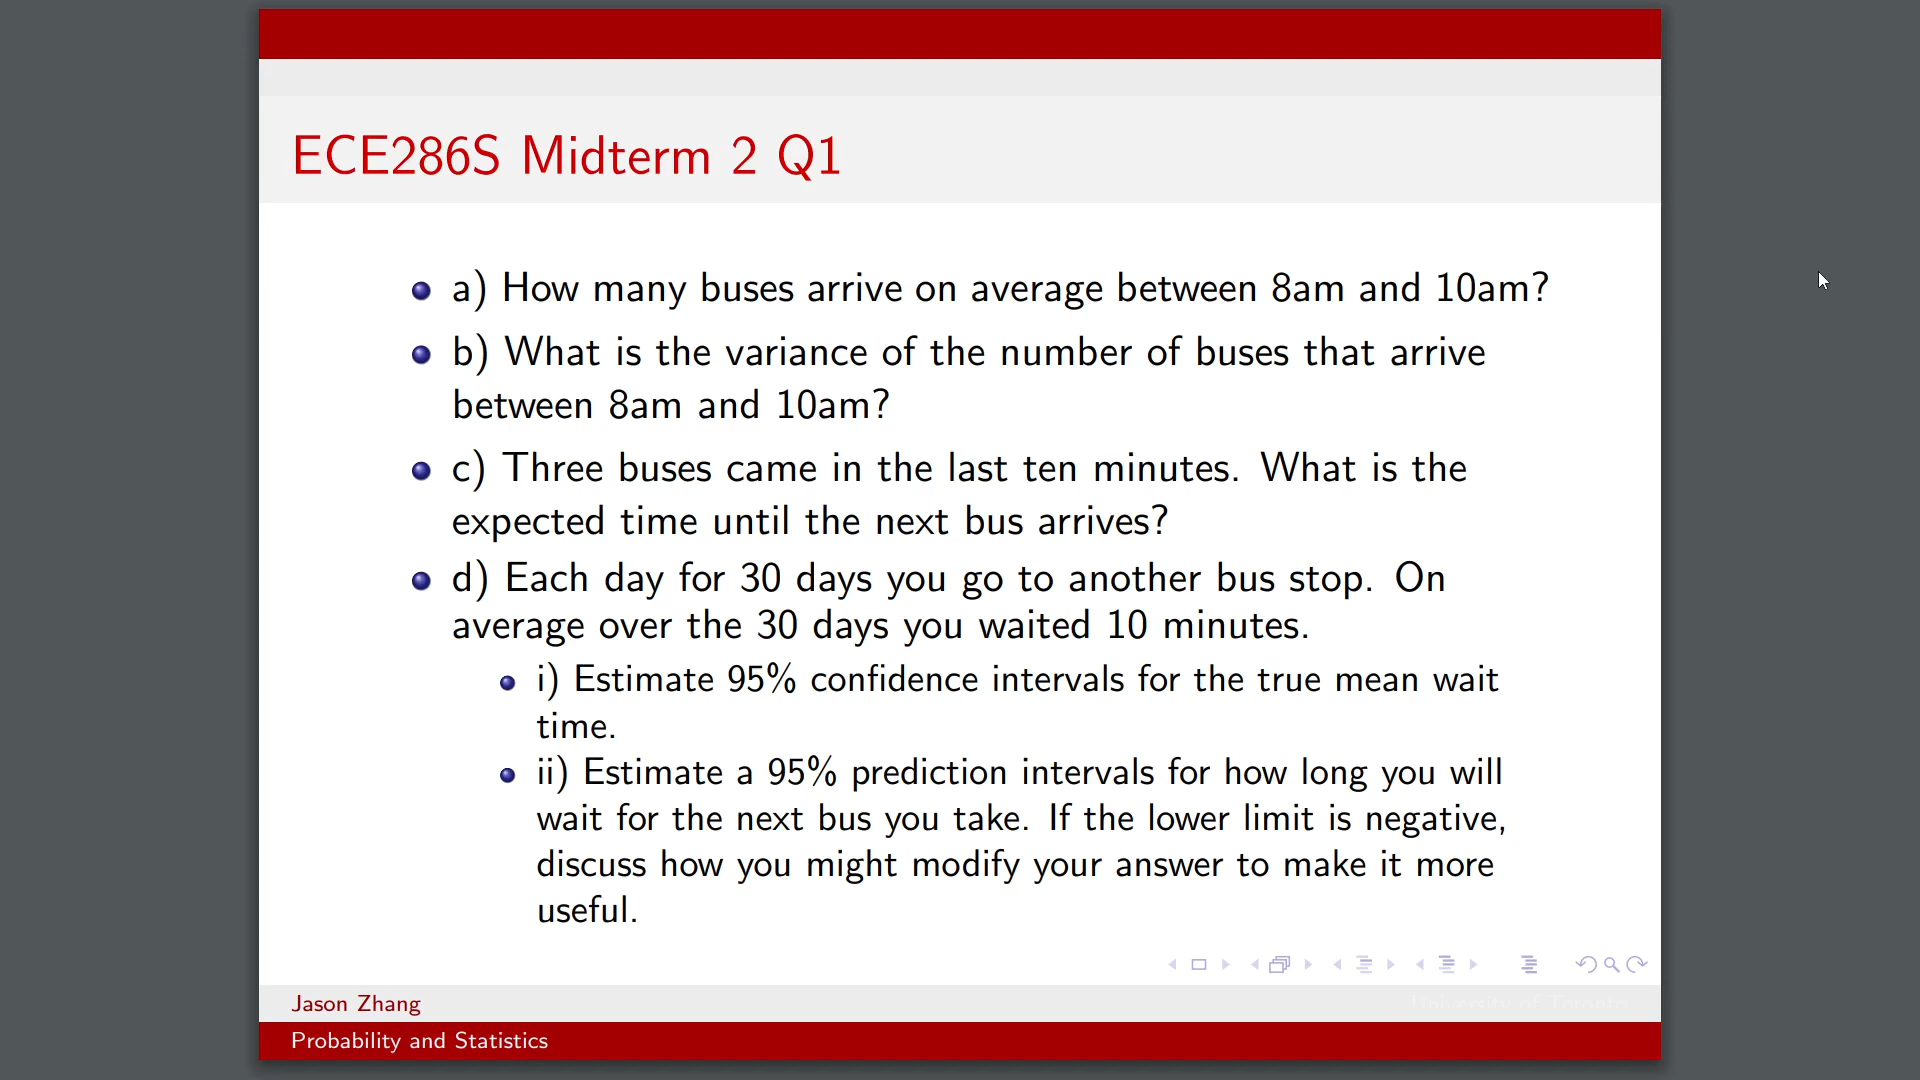 ECE286S Midterm 2 Q1
a) How many buses arrive on average between 8am and 10am?
b) What is the variance of the number of buses that arrive
between 8am and 10am?
c) Three buses came in the last ten minutes. What is the
expected time until the next bus arrives?
d) Each day for 30 days you go to another bus stop. On
average over the 30 days you waited 10 minutes.
i) Estimate 95% confidence intervals for the true mean wait
time.
ii) Estimate a 95% prediction intervals for how long you will
wait for the next bus you take. If the lower limit is negative,
discuss how you might modify your answer to make it more
useful.
Jason Zhang
University of Toronto
Probability and Statistics